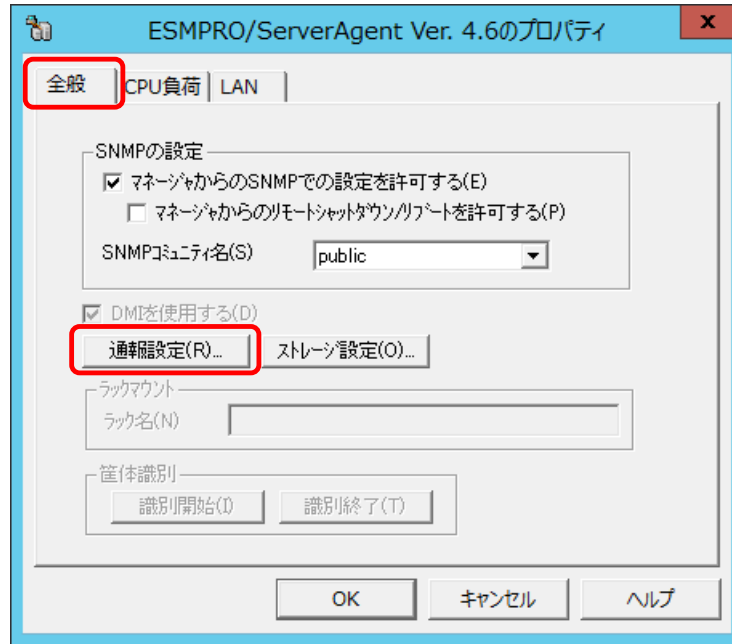 ESMPRO/ServerAgent Ver. 4.6のプロパティ
x
全般 CPU負荷 LAN
SNMPの設定
マネージャからのSNMPでの設定を許可する(E)
マネージャからのリモートシャットダウン/リブートを許可する(P)
SNMPコミュニティ名(S) public
DMIを使用する(D)
通報設定(R)... ストレージ設定(O)...
ラックマウント
ラック名(N)
筐体識別
識別開始(I) 識別終了(T)
OK キャンセル ヘルプ